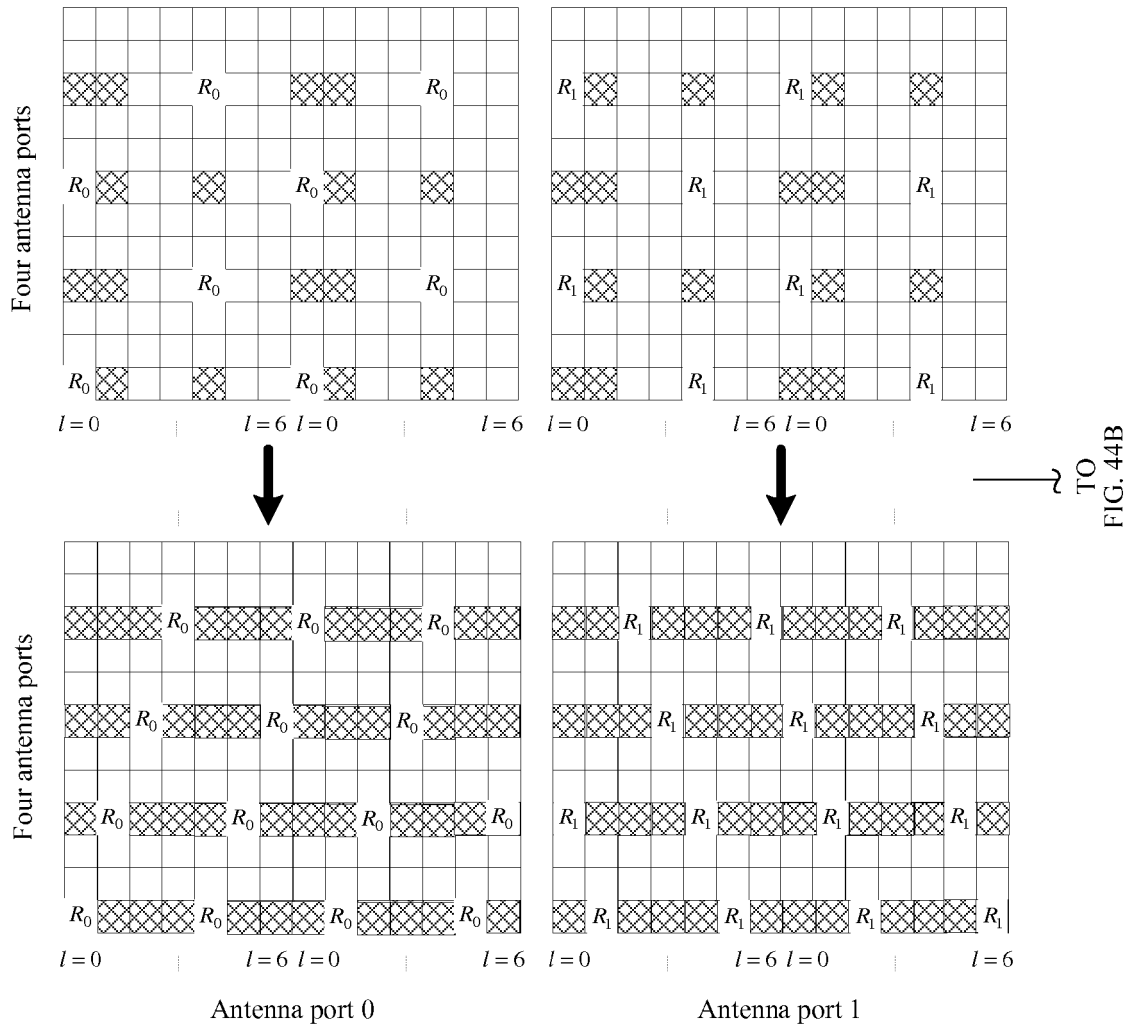 Four antenna ports
R0 R0 R1 R1
R0 R0 R1 R1
R0 R0 R1 R1
R0 R0 R1 R1
l = 0 l = 6 l = 0 l = 6 l = 0 l = 6 l = 0 l = 6
TO
FIG. 44B
Four antenna ports
R0 R0 R0 R1 R1 R1
R0 R0 R0 R1 R1 R1
R0 R0 R0 R0 R1 R1 R1 R1
R0 R0 R0 R0 R1 R1 R1 R1
l = 0 l = 6 l = 0 l = 6 l = 0 l = 6 l = 0 l = 6
Antenna port 0 Antenna port 1